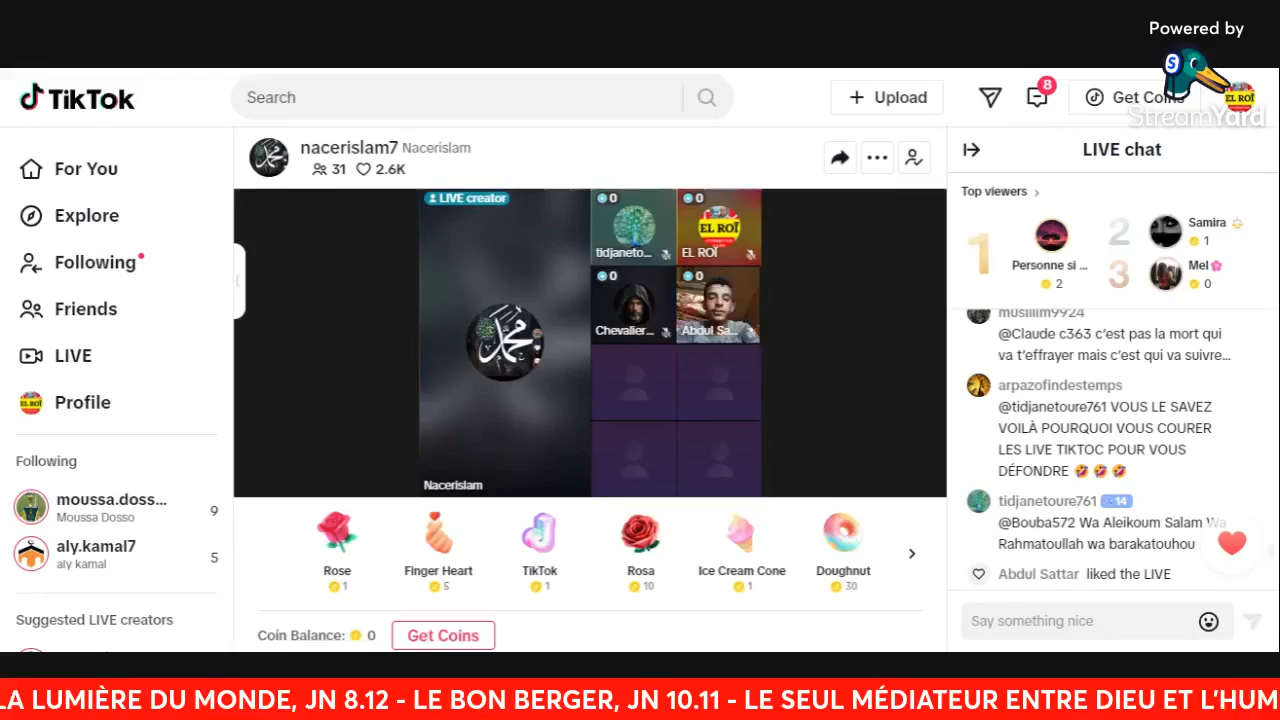 Powered by
StreamYard
TikTok
Search
Upload
8
Get Coins
EL ROÏ
For You
Explore
Following
Friends
LIVE
Profile
Following
moussa.doss...
Moussa Dosso
9
aly.kamal7
aly kamal
5
Suggested LIVE creators
nacerislam7 Nacerislam
31 2.6K
LIVE creator
0
tidjaneto...
0
EL ROÏ
EL ROÏ
0
Chevalier...
0
Abdul Sa...
محمد
Nacerislam
Rose
1
Finger Heart
5
TikTok
1
Rosa
10
Ice Cream Cone
1
Doughnut
30
Coin Balance: 0
Get Coins
LIVE chat
Top viewers
1
Personne si ...
2
2
Samira
1
3
Mel
0
musliiim9924
@Claude c363 c'est pas la mort qui
va t'effrayer mais c'est qui va suivre...
arpazofindestemps
@tidjanetoure761 VOUS LE SAVEZ
VOILÀ POURQUOI VOUS COURER
LES LIVE TIKTOC POUR VOUS
DÉFONDRE 🤣 🤣 🤣
tidjanetoure761 14
@Bouba572 Wa Aleikoum Salam Wa
Rahmatoullah wa barakatouhou
Abdul Sattar liked the LIVE
Say something nice
LA LUMIÈRE DU MONDE, JN 8.12 - LE BON BERGER, JN 10.11 - LE SEUL MÉDIATEUR ENTRE DIEU ET L'HUM